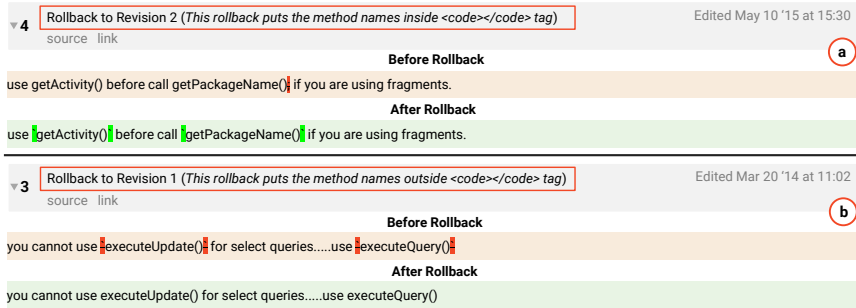 ▼4 Rollback to Revision 2 (This rollback puts the method names inside <code></code> tag) Edited May 10 '15 at 15:30
source link
a
Before Rollback
use getActivity() before call getPackageName(); if you are using fragments.
After Rollback
use `getActivity()` before call `getPackageName()` if you are using fragments.
▼3 Rollback to Revision 1 (This rollback puts the method names outside <code></code> tag) Edited Mar 20 '14 at 11:02
source link
b
Before Rollback
you cannot use `executeUpdate()` for select queries.....use `executeQuery()`
After Rollback
you cannot use executeUpdate() for select queries.....use executeQuery()